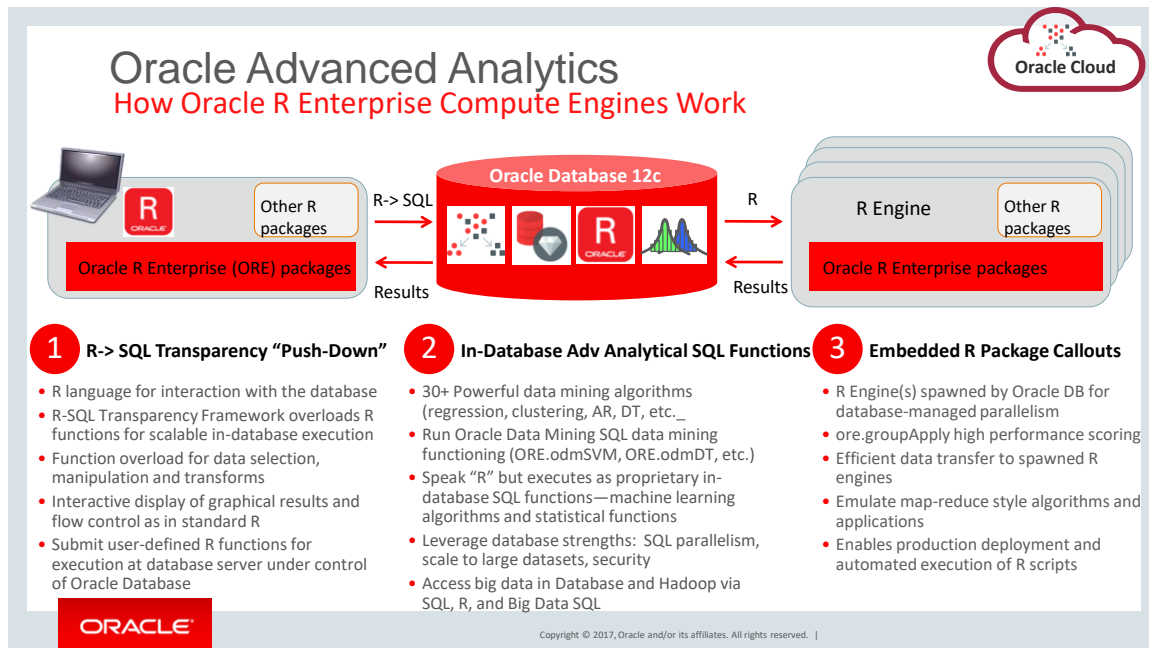 Oracle Advanced Analytics
How Oracle R Enterprise Compute Engines Work
Oracle Cloud
R
ORACLE
Other R
packages
Oracle R Enterprise (ORE) packages
R-> SQL
Results
Oracle Database 12c
R
ORACLE
R
Results
R Engine
Other R
packages
Oracle R Enterprise packages
1
R-> SQL Transparency “Push-Down”
• R language for interaction with the database
• R-SQL Transparency Framework overloads R
functions for scalable in-database execution
• Function overload for data selection,
manipulation and transforms
• Interactive display of graphical results and
flow control as in standard R
• Submit user-defined R functions for
execution at database server under control
of Oracle Database
2
In-Database Adv Analytical SQL Functions
• 30+ Powerful data mining algorithms
(regression, clustering, AR, DT, etc._
• Run Oracle Data Mining SQL data mining
functioning (ORE.odmSVM, ORE.odmDT, etc.)
• Speak “R” but executes as proprietary in-
database SQL functions—machine learning
algorithms and statistical functions
• Leverage database strengths:  SQL parallelism,
scale to large datasets, security
• Access big data in Database and Hadoop via
SQL, R, and Big Data SQL
3
Embedded R Package Callouts
• R Engine(s) spawned by Oracle DB for
database-managed parallelism
• ore.groupApply high performance scoring
• Efficient data transfer to spawned R
engines
• Emulate map-reduce style algorithms and
applications
• Enables production deployment and
automated execution of R scripts
ORACLE®
Copyright © 2017, Oracle and/or its affiliates. All rights reserved.  |